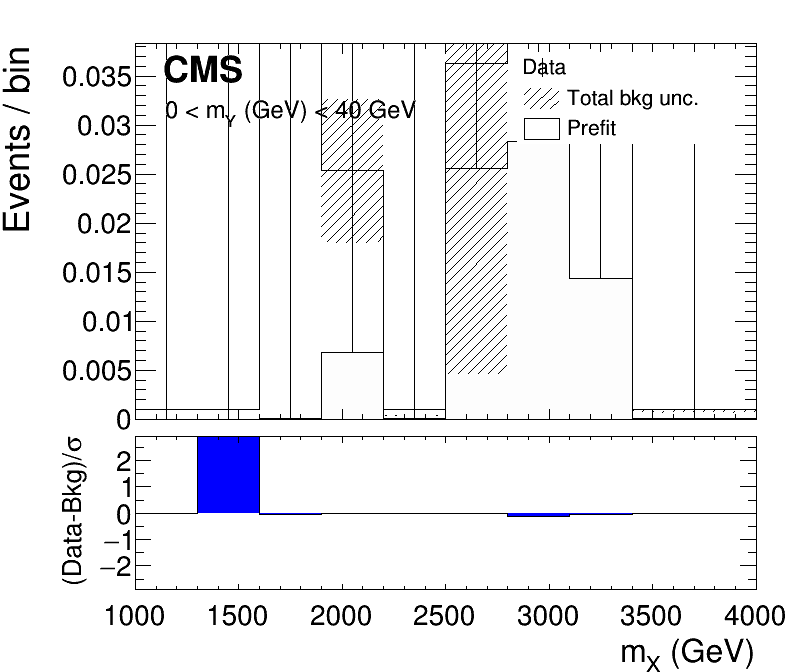 CMS
0 < mY (GeV) < 40 GeV
Data
Total bkg unc.
Prefit
Events / bin
0.035
0.03
0.025
0.02
0.015
0.01
0.005
0
(Data-Bkg)/σ
2
1
0
−1
−2
1000 1500 2000 2500 3000 3500 4000
mX (GeV)